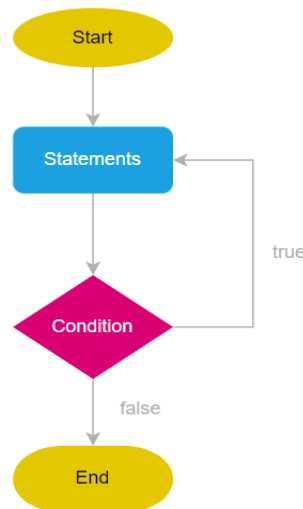 Start
Statements
true
Condition
false
End